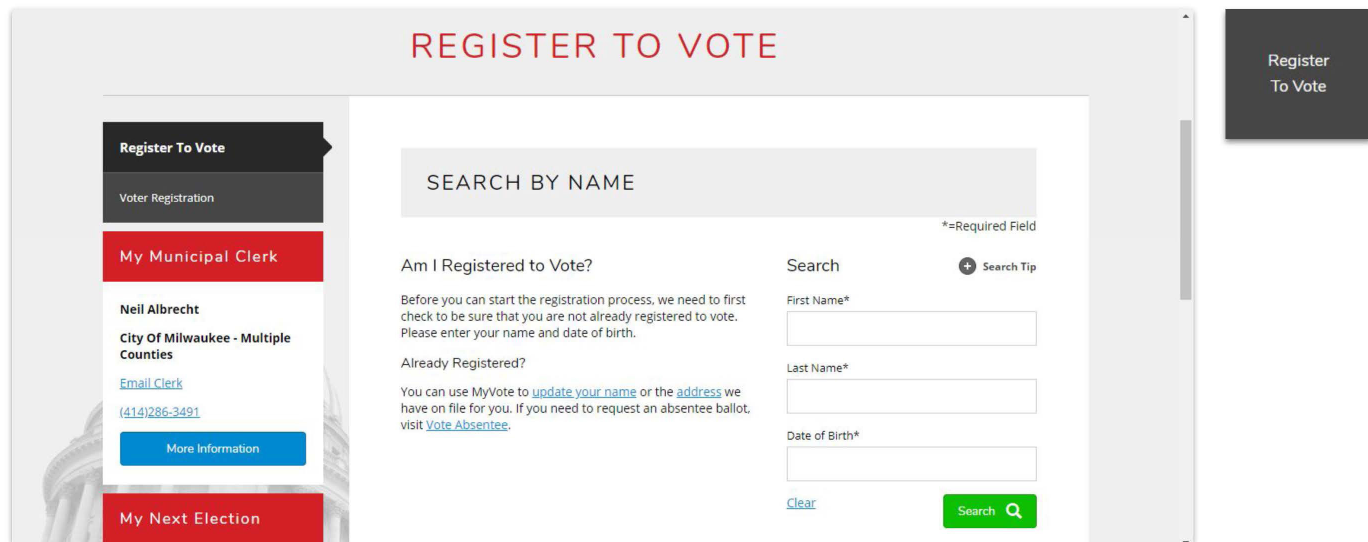 REGISTER TO VOTE
Register
To Vote
Register To Vote
Voter Registration
My Municipal Clerk
Neil Albrecht
City Of Milwaukee - Multiple
Counties
Email Clerk
(414)286-3491
More Information
My Next Election
SEARCH BY NAME
*=Required Field
Am I Registered to Vote?
Before you can start the registration process, we need to first
check to be sure that you are not already registered to vote.
Please enter your name and date of birth.
Already Registered?
You can use MyVote to update your name or the address we
have on file for you. If you need to request an absentee ballot,
visit Vote Absentee.
Search
Search Tip
First Name*
Last Name*
Date of Birth*
Clear
Search